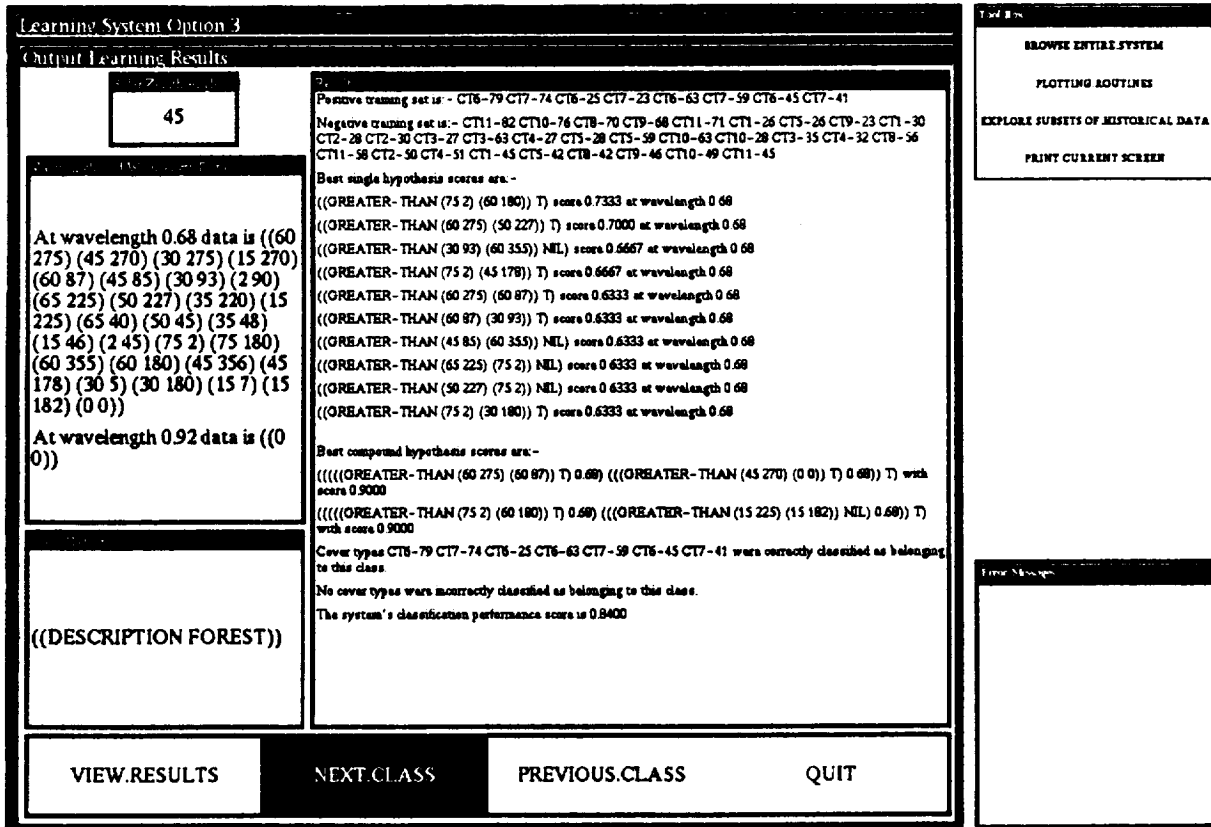 Learning System Option 3
Output Learning Results
45
At wavelength 0.68 data is ((60
275) (45 270) (30 275) (15 270)
(60 87) (45 85) (30 93) (2 90)
(65 225) (50 227) (35 220) (15
225) (65 40) (50 45) (35 48)
(15 46) (2 45) (75 2) (75 180)
(60 355) (60 180) (45 356) (45
178) (30 5) (30 180) (15 7) (15
182) (0 0))
At wavelength 0.92 data is ((0
0))
((DESCRIPTION FOREST))
Positive training set is:- CT6-79 CT7-74 CT6-25 CT7-23 CT6-63 CT7-59 CT6-45 CT7-41
Negative training set is:- CT11-82 CT10-76 CT8-70 CT9-68 CT11-71 CT1-26 CT5-26 CT9-23 CT1-30
CT2-28 CT2-30 CT3-27 CT3-63 CT4-27 CT5-28 CT5-59 CT10-63 CT10-28 CT3-35 CT4-32 CT8-56
CT11-58 CT2-50 CT4-51 CT1-45 CT5-42 CT8-42 CT9-46 CT10-49 CT11-45
Best single hypothesis scores are:-
((GREATER-THAN (75 2) (60 180)) T) score 0.7333 at wavelength 0.68
((GREATER-THAN (60 275) (50 227)) T) score 0.7000 at wavelength 0.68
((GREATER-THAN (30 93) (60 355)) NIL) score 0.6667 at wavelength 0.68
((GREATER-THAN (75 2) (45 178)) T) score 0.6667 at wavelength 0.68
((GREATER-THAN (60 275) (60 87)) T) score 0.6333 at wavelength 0.68
((GREATER-THAN (60 87) (30 93)) T) score 0.6333 at wavelength 0.68
((GREATER-THAN (45 85) (60 355)) NIL) score 0.6333 at wavelength 0.68
((GREATER-THAN (65 225) (75 2)) NIL) score 0.6333 at wavelength 0.68
((GREATER-THAN (50 227) (75 2)) NIL) score 0.6333 at wavelength 0.68
((GREATER-THAN (75 2) (30 180)) T) score 0.6333 at wavelength 0.68
Best compound hypothesis scores are:-
(((((GREATER-THAN (60 275) (60 87)) T) 0.68) (((GREATER-THAN (45 270) (0 0)) T) 0.68)) T) with
score 0.9000
(((((GREATER-THAN (75 2) (60 180)) T) 0.68) (((GREATER-THAN (15 225) (15 182)) NIL) 0.68)) T)
with score 0.9000
Cover types CT6-79 CT7-74 CT6-25 CT6-63 CT7-59 CT6-45 CT7-41 were correctly classified as belonging
to this class.
No cover types were incorrectly classified as belonging to this class.
The system's classification performance score is 0.8400
VIEW.RESULTS
NEXT.CLASS
PREVIOUS.CLASS
QUIT
Tool Box
BROWSE ENTIRE SYSTEM
PLOTTING ROUTINES
EXPLORE SUBSETS OF HISTORICAL DATA
PRINT CURRENT SCREEN
Error Messages